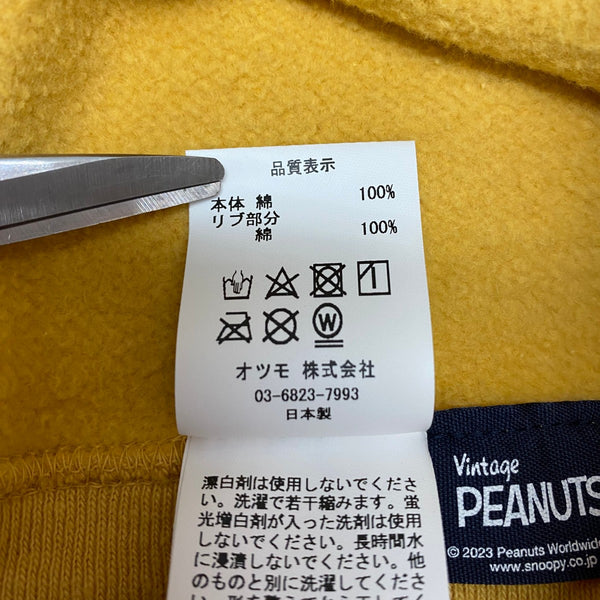 品質表示
本体 綿 100%
リブ部分
綿 100%
W
オツモ 株式会社
03-6823-7993
日本製
漂白剤は使用しないでくださ
い。洗濯で若干縮みます。蛍
光増白剤が入った洗剤は使用
しないでください。長時間水
に浸漬しないでください。他
のものと別に洗濯してくださ
Vintage
PEANUTS
© 2023 Peanuts Worldwide
www.snoopy.co.jp